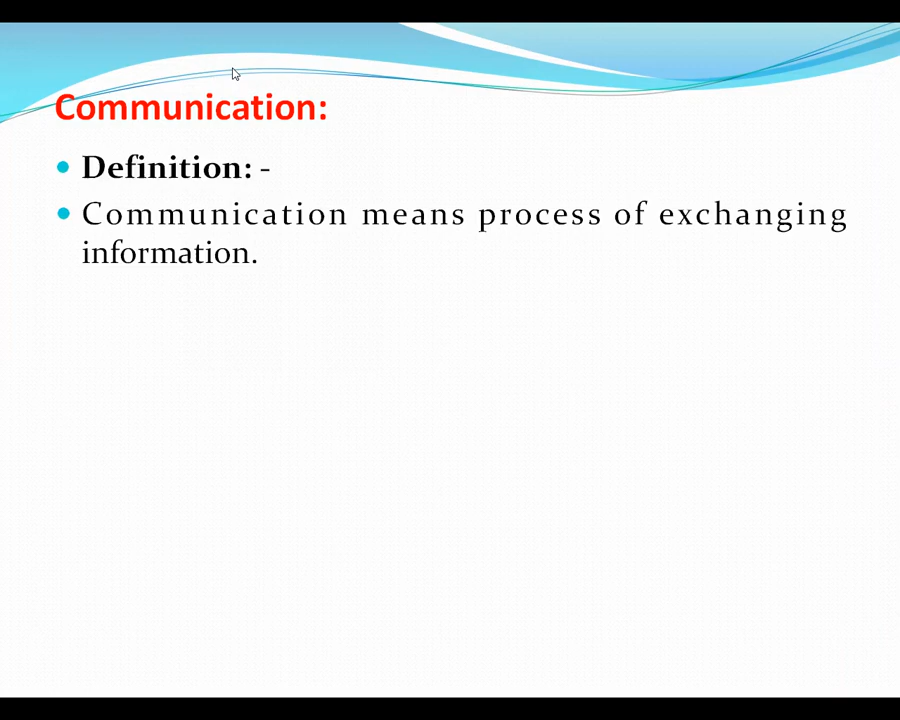 Communication:
Definition: -
Communication means process of exchanging
information.